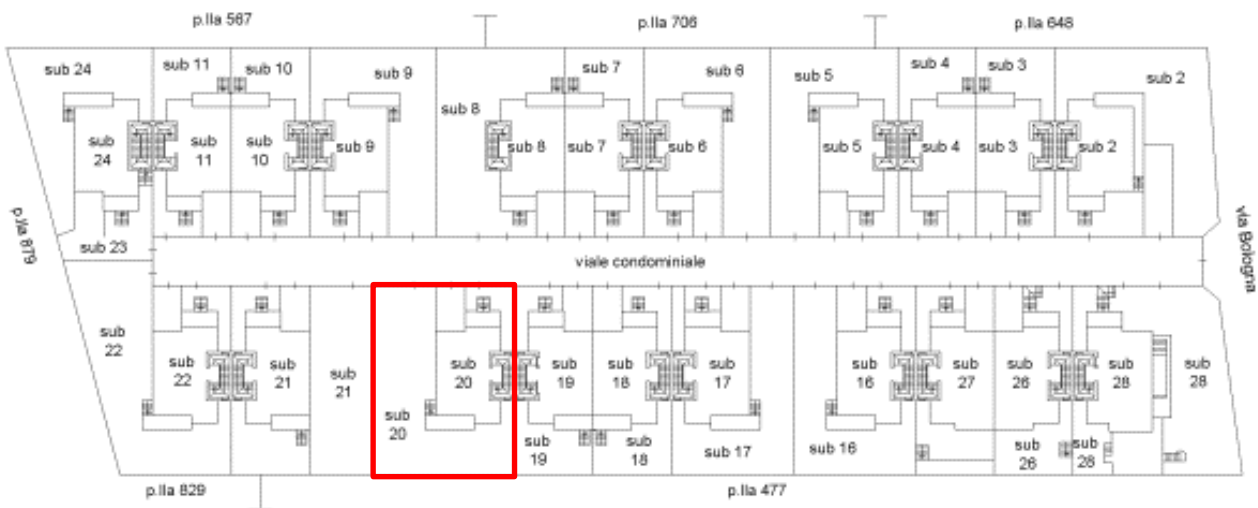 p.lla 567
p.lla 706
p.lla 648
sub 24
sub 11
sub 10
sub 9
sub 8
sub 7
sub 6
sub 5
sub 4
sub 3
sub 2
sub
24
sub
11
sub
10
sub 9
sub 8
sub 7
sub 6
sub 5
sub 4
sub 3
sub 2
p.lla 879
sub 23
viale condominiale
via Bologna
sub
22
sub
22
sub
21
sub
21
sub
20
sub
20
sub
19
sub
18
sub
17
sub
16
sub
27
sub
26
sub
28
sub
28
sub
19
sub
18
sub 17
sub 16
sub
26
sub
28
p.lla 829
p.lla 477